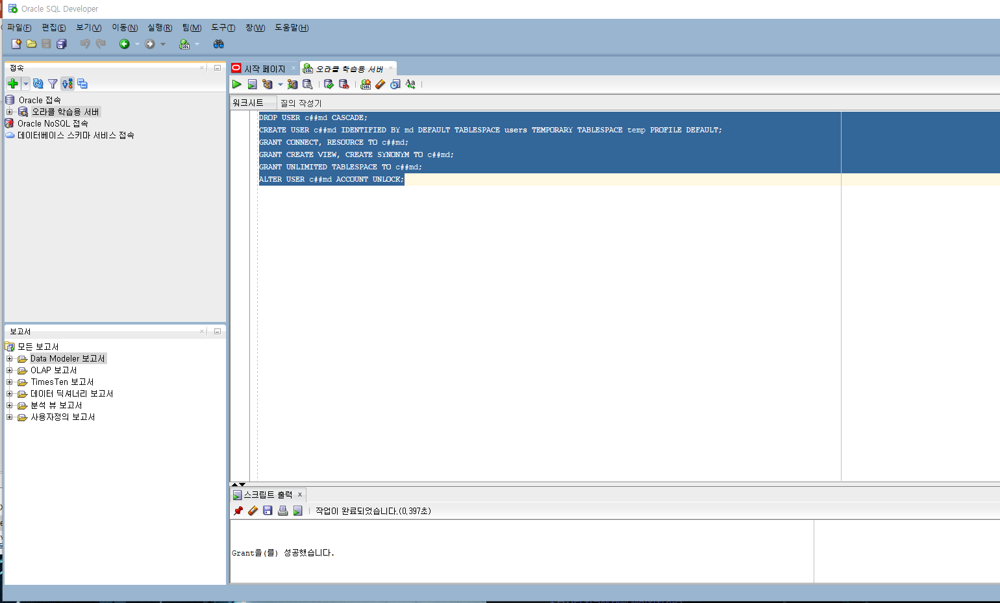 Oracle SQL Developer
파일(F) 편집(E) 보기(V) 이동(N) 실행(R) 팀(M) 도구(T) 창(W) 도움말(H)
접속
Oracle 접속
오라클 학습용 서버
Oracle NoSQL 접속
데이터베이스 스키마 서비스 접속
보고서
모든 보고서
Data Modeler 보고서
OLAP 보고서
TimesTen 보고서
데이터 딕셔너리 보고서
분석 뷰 보고서
사용자정의 보고서
시작 페이지 오라클 학습용 서버
워크시트 질의 작성기
DROP USER c##md CASCADE;
CREATE USER c##md IDENTIFIED BY md DEFAULT TABLESPACE users TEMPORARY TABLESPACE temp PROFILE DEFAULT;
GRANT CONNECT, RESOURCE TO c##md;
GRANT CREATE VIEW, CREATE SYNONYM TO c##md;
GRANT UNLIMITED TABLESPACE TO c##md;
ALTER USER c##md ACCOUNT UNLOCK;
스크립트 출력
작업이 완료되었습니다.(0.397초)
Grant을(를) 성공했습니다.